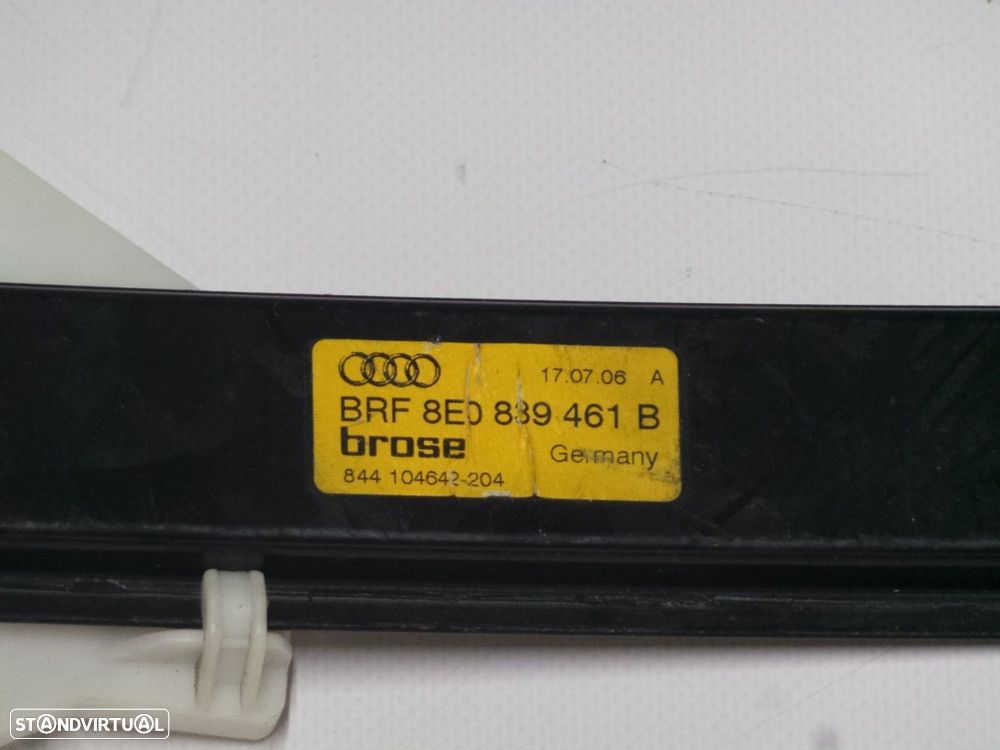 17.07.06 A
BRF 8E0 839 461 B
brose
Germany
844 104642-204
STANDVIRTUAL